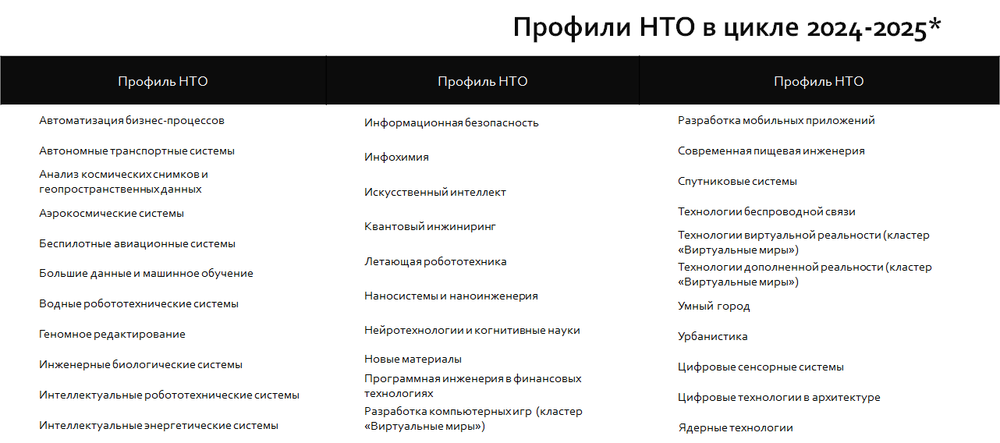 Профили НТО в цикле 2024-2025*
Профиль НТО
Автоматизация бизнес-процессов
Автономные транспортные системы
Анализ космических снимков и
геопространственных данных
Аэрокосмические системы
Беспилотные авиационные системы
Большие данные и машинное обучение
Водные робототехнические системы
Геномное редактирование
Инженерные биологические системы
Интеллектуальные робототехнические системы
Интеллектуальные энергетические системы
Профиль НТО
Информационная безопасность
Инфохимия
Искусственный интеллект
Квантовый инжиниринг
Летающая робототехника
Наносистемы и наноинженерия
Нейротехнологии и когнитивные науки
Новые материалы
Программная инженерия в финансовых
технологиях
Разработка компьютерных игр (кластер
«Виртуальные миры»)
Профиль НТО
Разработка мобильных приложений
Современная пищевая инженерия
Спутниковые системы
Технологии беспроводной связи
Технологии виртуальной реальности (кластер
«Виртуальные миры»)
Технологии дополненной реальности (кластер
«Виртуальные миры»)
Умный город
Урбанистика
Цифровые сенсорные системы
Цифровые технологии в архитектуре
Ядерные технологии